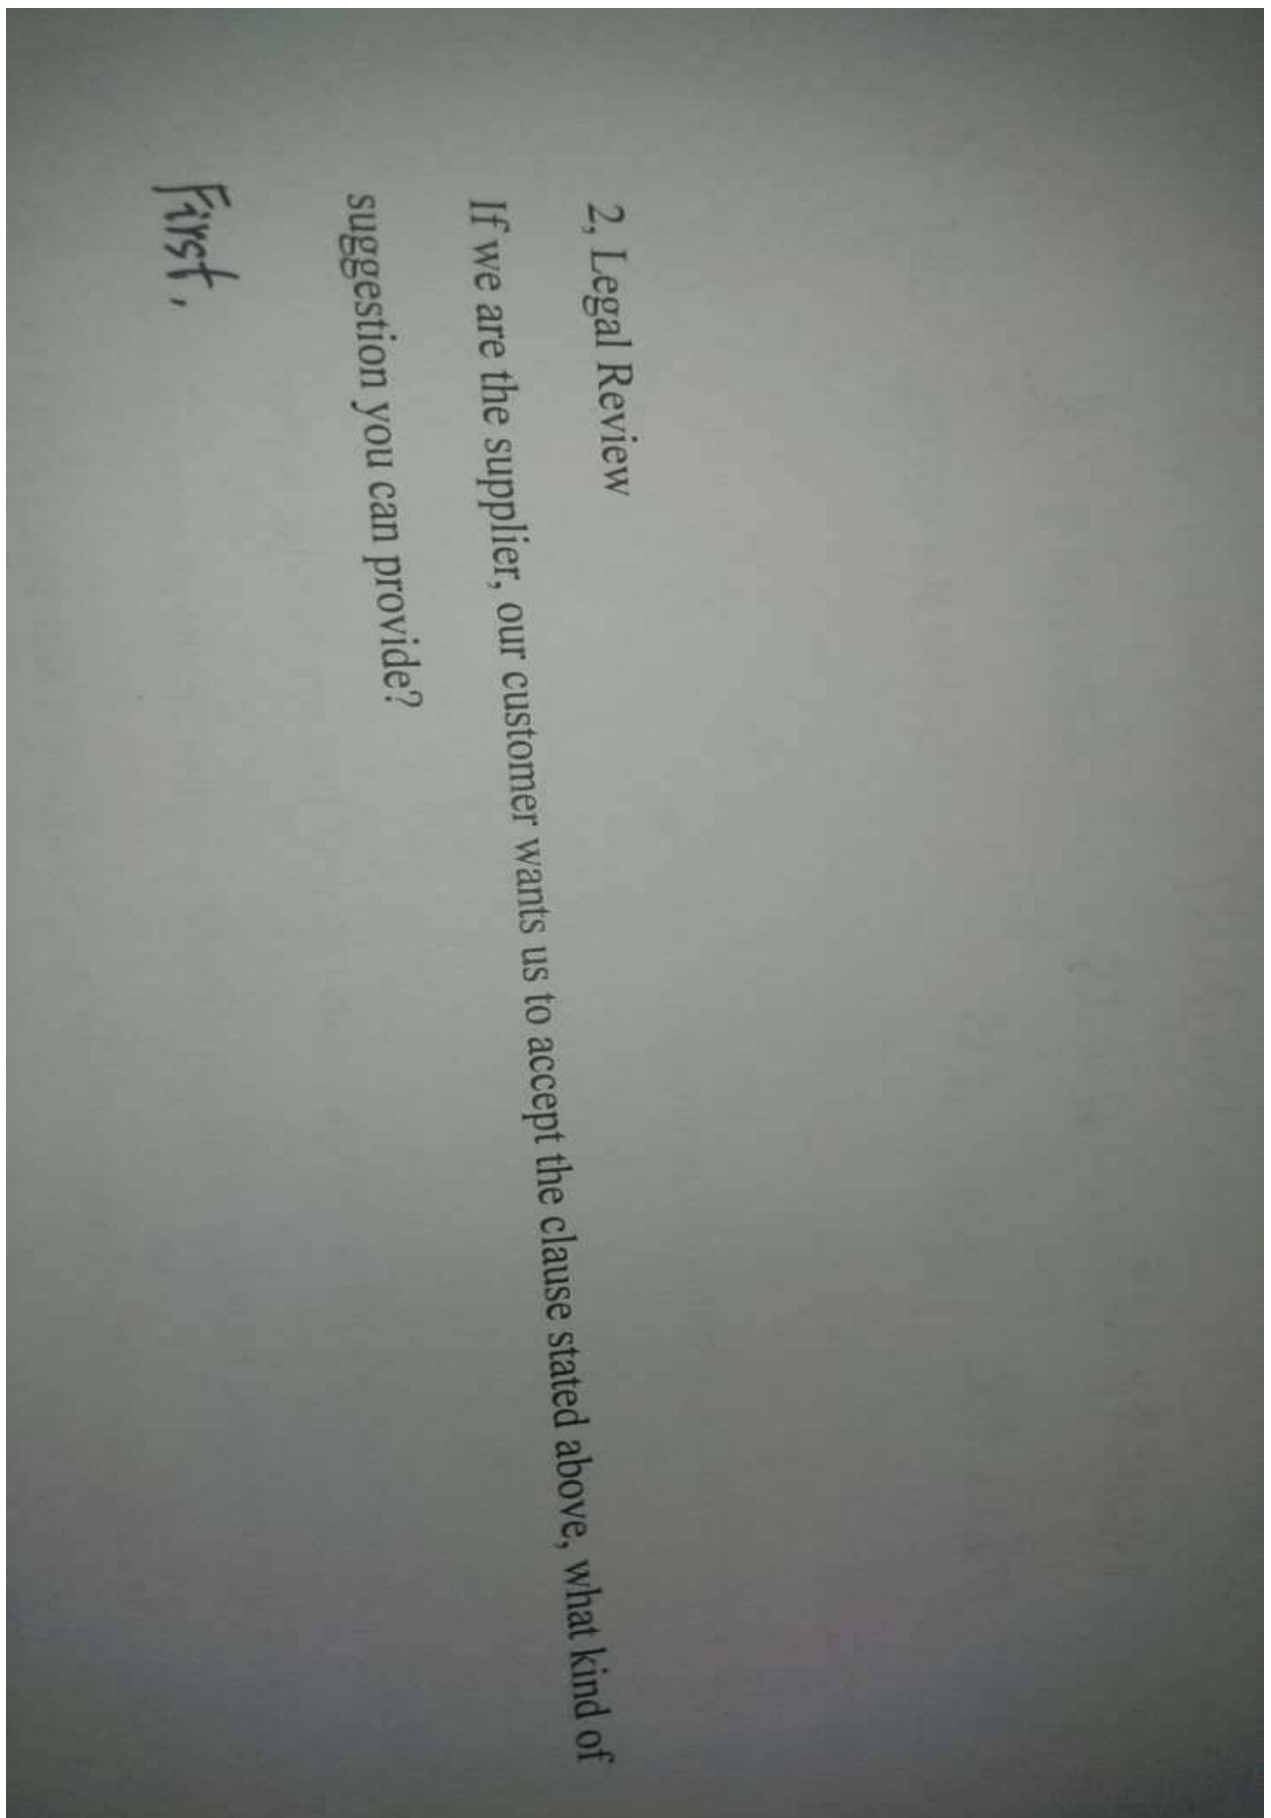 2, Legal Review
If we are the supplier, our customer wants us to accept the clause stated above, what kind of
suggestion you can provide?
First,